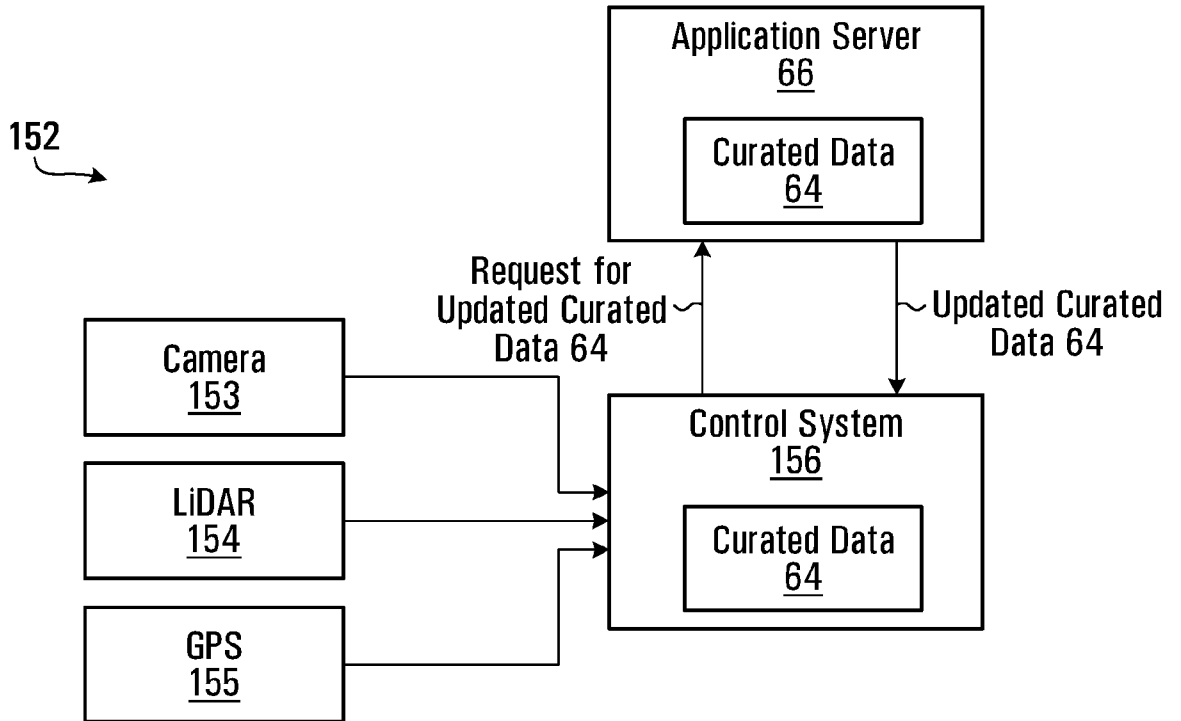 Application Server
66
Curated Data
64
152
Request for
Updated Curated
Data 64
Updated Curated
Data 64
Camera
153
LiDAR
154
GPS
155
Control System
156
Curated Data
64